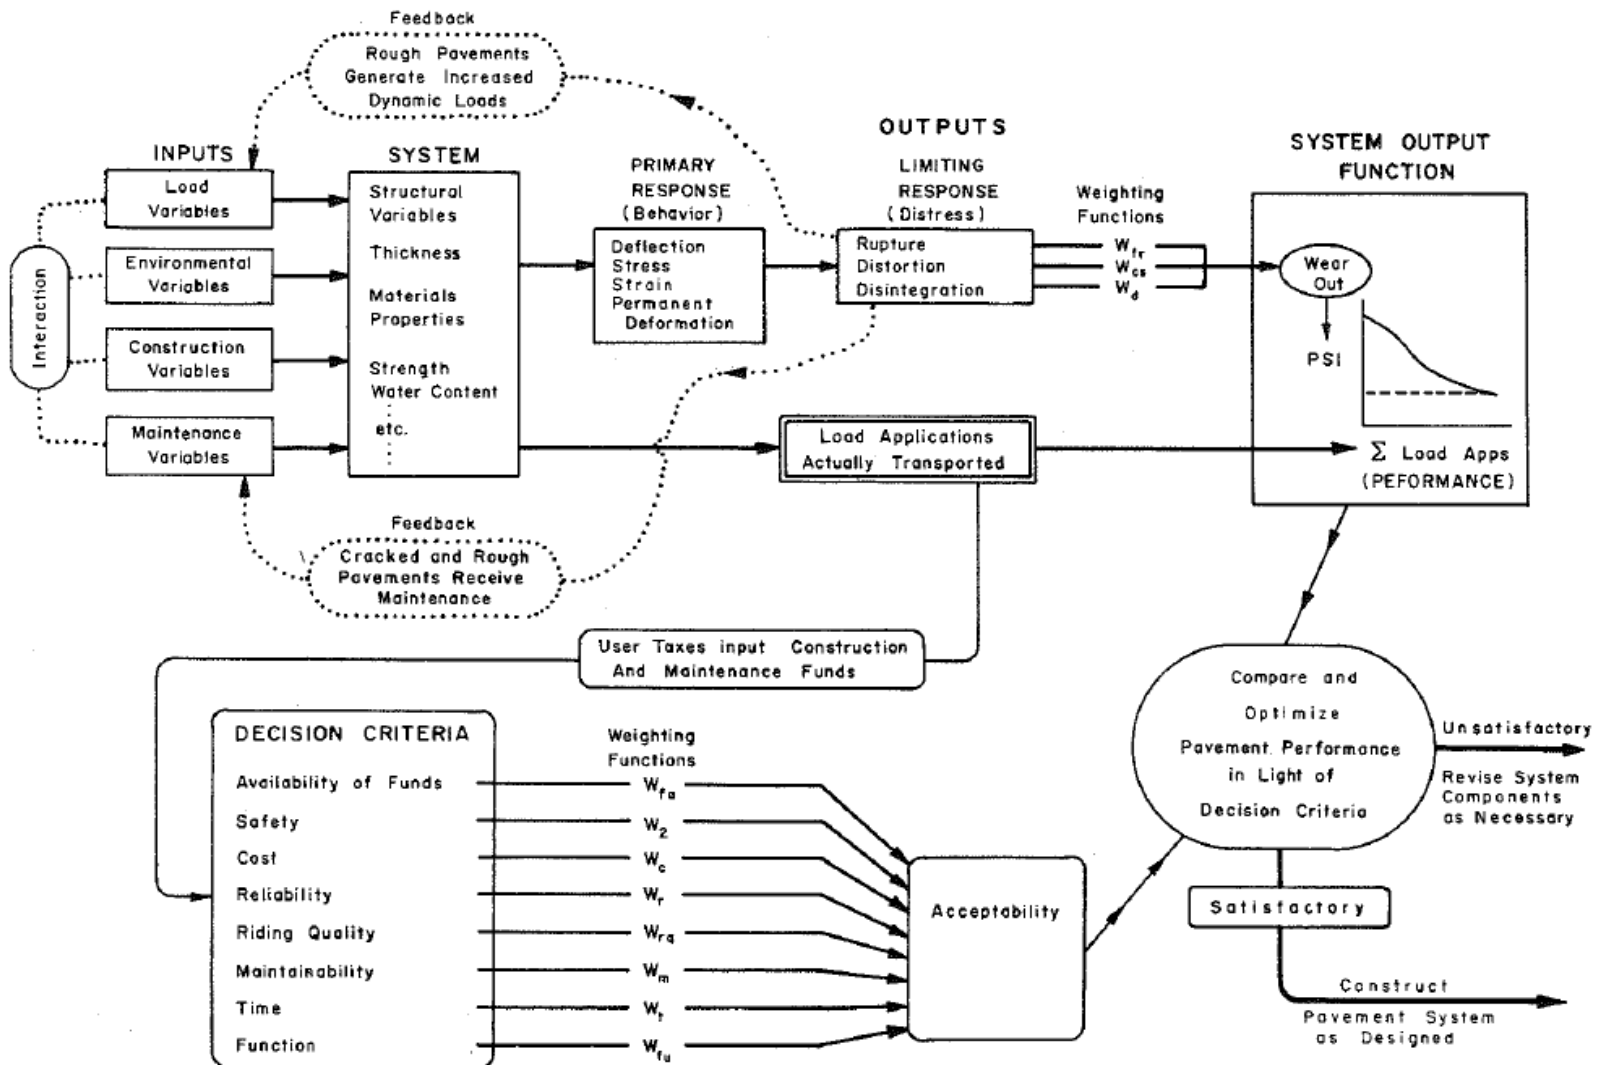 Feedback
Rough Pavements
Generate Increased
Dynamic Loads
INPUTS
Load
Variables
Environmental
Variables
Construction
Variables
Maintenance
Variables
Interaction
SYSTEM
Structural
Variables
Thickness
Materials
Properties
Strength
Water Content
etc.
OUTPUTS
PRIMARY
RESPONSE
(Behavior)
Deflection
Stress
Strain
Permanent
Deformation
LIMITING
RESPONSE
(Distress)
Rupture
Distortion
Disintegration
Weighting
Functions
W_fr
W_cs
W_d
SYSTEM OUTPUT
FUNCTION
Wear
Out
PSI
Σ Load Apps
(PEFORMANCE)
Load Applications
Actually Transported
Feedback
Cracked and Rough
Pavements Receive
Maintenance
User Taxes input Construction
And Maintenance Funds
DECISION CRITERIA
Availability of Funds
Safety
Cost
Reliability
Riding Quality
Maintainability
Time
Function
Weighting
Functions
W_fa
W_2
W_c
W_r
W_rq
W_m
W_t
W_fu
Acceptability
Compare and
Optimize
Pavement Performance
in Light of
Decision Criteria
Unsatisfactory
Revise System
Components
as Necessary
Satisfactory
Construct
Pavement System
as Designed